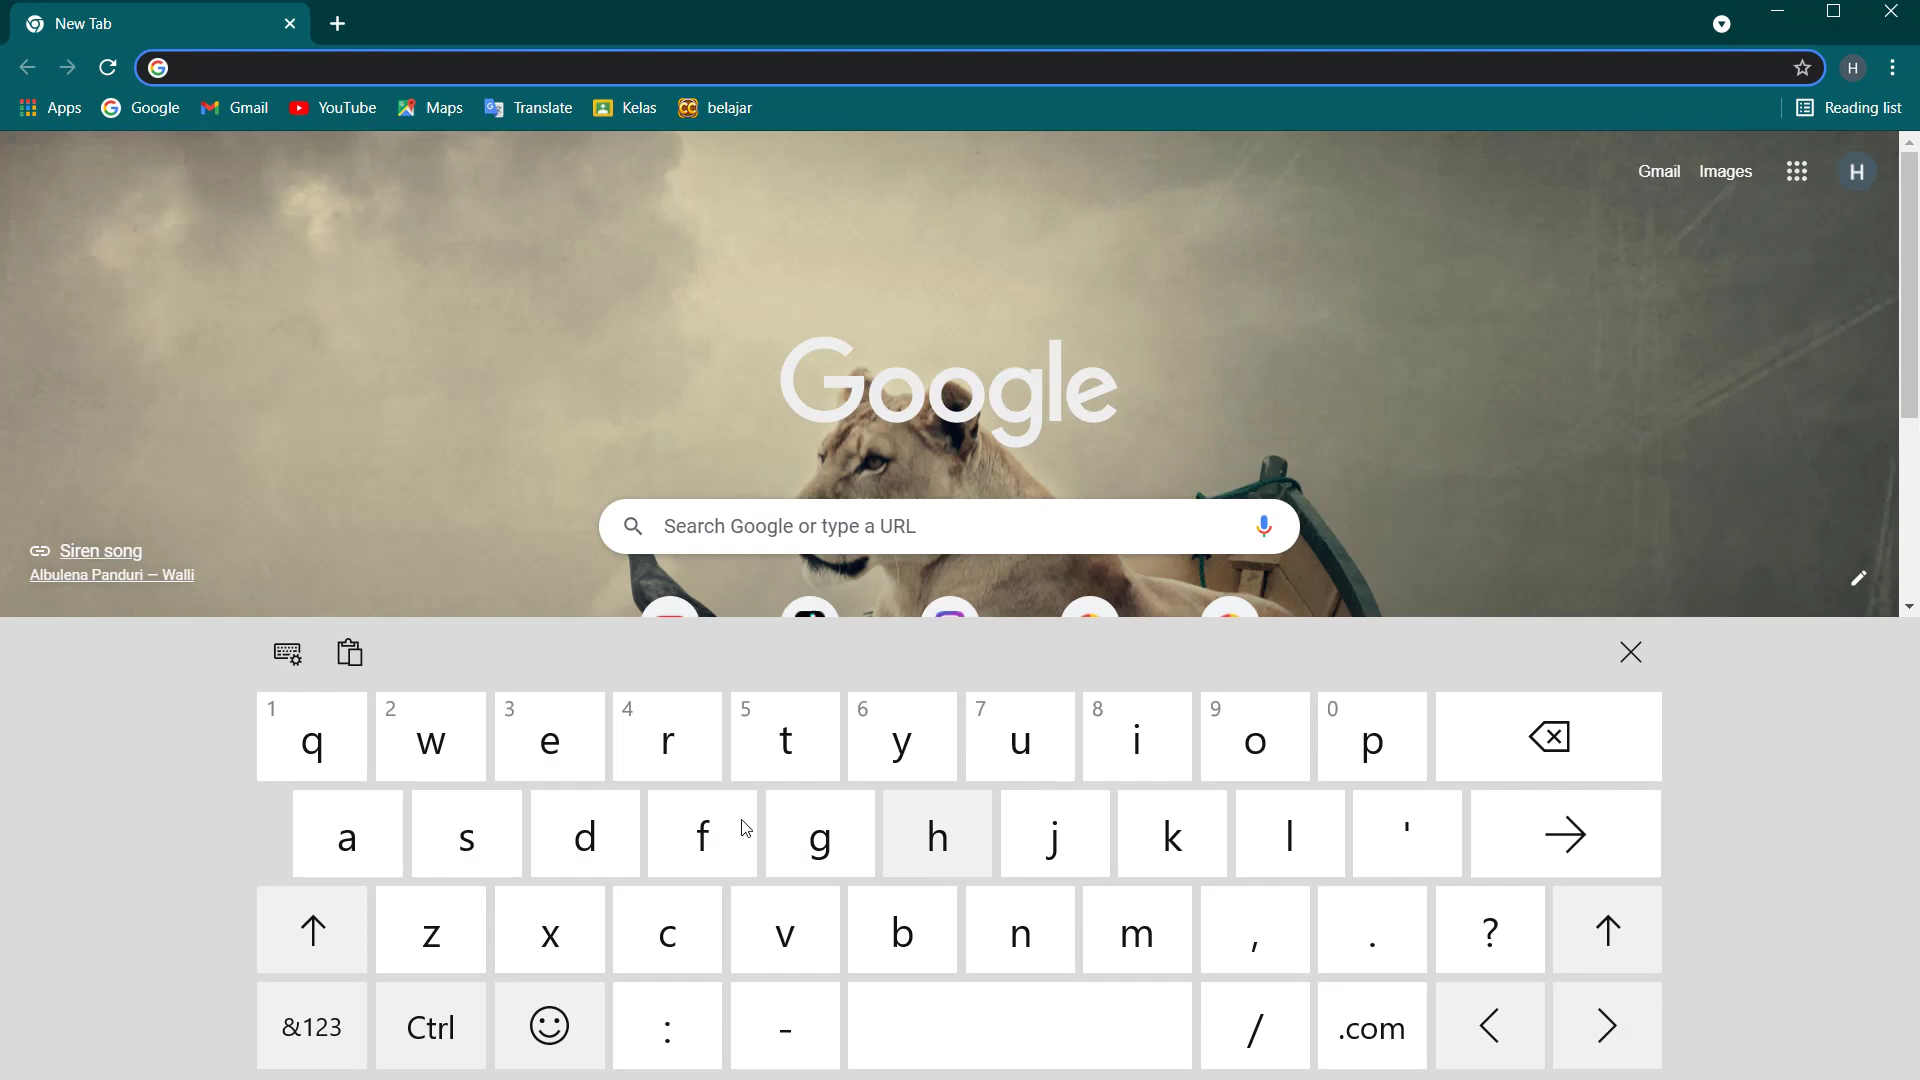 New Tab
Apps Google Gmail YouTube Maps Translate Kelas belajar Reading list
H
Gmail Images H
Google
Search Google or type a URL
Siren song
Albulena Panduri — Walli
1 2 3 4 5 6 7 8 9 0
q w e r t y u i o p
a s d f g h j k l '
z x c v b n m , . ?
&123 Ctrl : - / .com